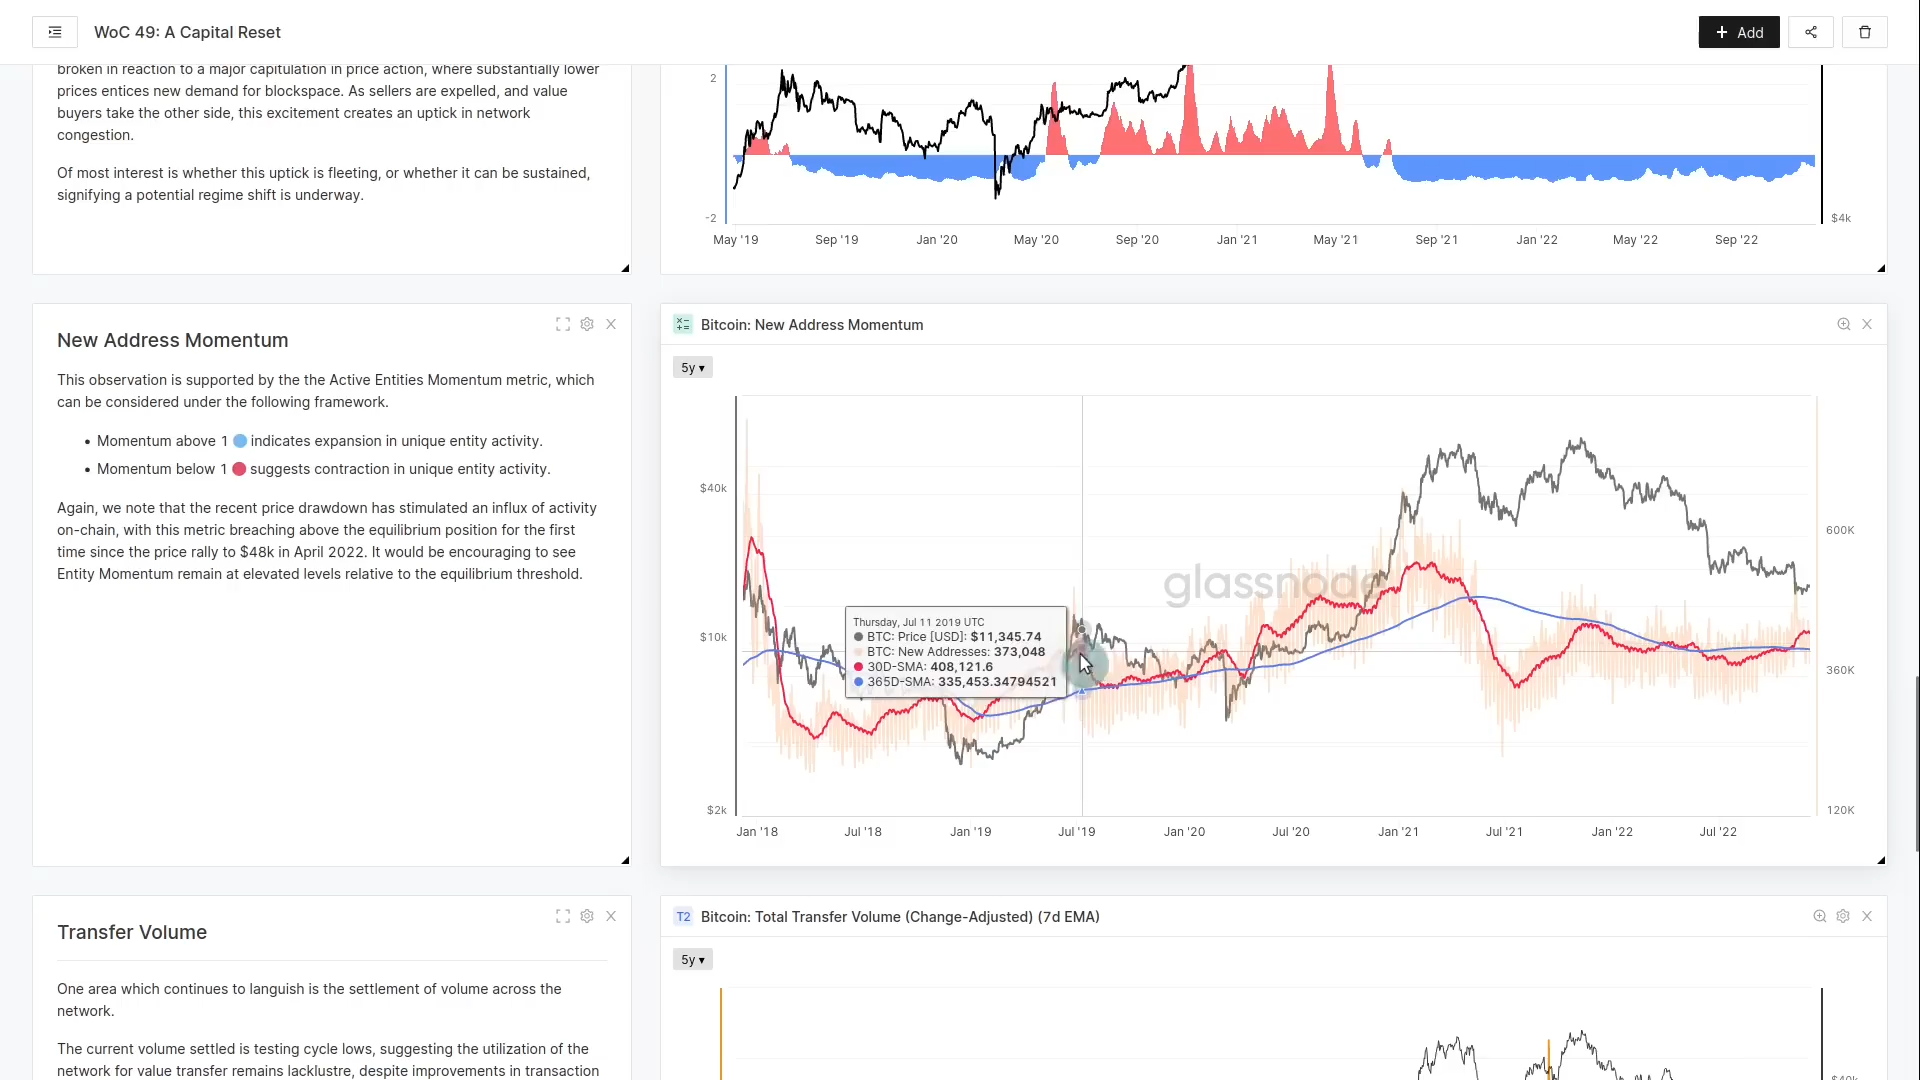 WoC 49: A Capital Reset
+ Add
broken in reaction to a major capitulation in price action, where substantially lower
prices entices new demand for blockspace. As sellers are expelled, and value
buyers take the other side, this excitement creates an uptick in network
congestion.
Of most interest is whether this uptick is fleeting, or whether it can be sustained,
signifying a potential regime shift is underway.
2
-2
$4k
May '19 Sep '19 Jan '20 May '20 Sep '20 Jan '21 May '21 Sep '21 Jan '22 May '22 Sep '22
New Address Momentum
This observation is supported by the the Active Entities Momentum metric, which
can be considered under the following framework.
• Momentum above 1 indicates expansion in unique entity activity.
• Momentum below 1 suggests contraction in unique entity activity.
Again, we note that the recent price drawdown has stimulated an influx of activity
on-chain, with this metric breaching above the equilibrium position for the first
time since the price rally to $48k in April 2022. It would be encouraging to see
Entity Momentum remain at elevated levels relative to the equilibrium threshold.
Bitcoin: New Address Momentum
5y ▾
$40k
$10k
$2k
600K
360K
120K
glassnode
Thursday, Jul 11 2019 UTC
BTC: Price [USD]: $11,345.74
BTC: New Addresses: 373,048
30D-SMA: 408,121.6
365D-SMA: 335,453.34794521
Jan '18 Jul '18 Jan '19 Jul '19 Jan '20 Jul '20 Jan '21 Jul '21 Jan '22 Jul '22
Transfer Volume
One area which continues to languish is the settlement of volume across the
network.
The current volume settled is testing cycle lows, suggesting the utilization of the
network for value transfer remains lacklustre, despite improvements in transaction
T2 Bitcoin: Total Transfer Volume (Change-Adjusted) (7d EMA)
5y ▾
$40k